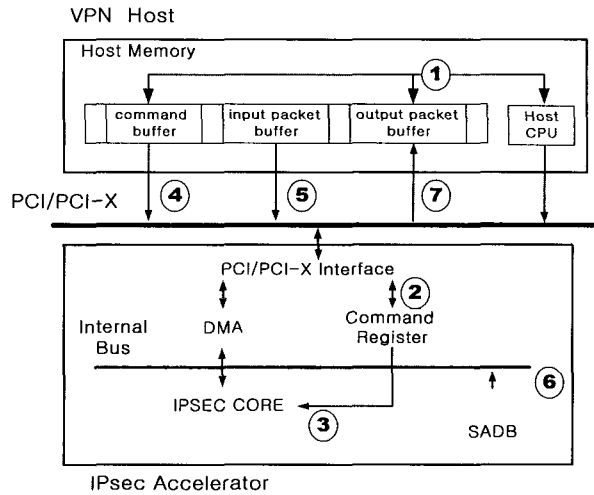 VPN Host
Host Memory
1
command buffer
input packet buffer
output packet buffer
Host CPU
4
5
7
PCI/PCI-X
PCI/PCI-X Interface
2
Internal Bus
DMA
Command Register
6
IPSEC CORE
3
SADB
IPsec Accelerator